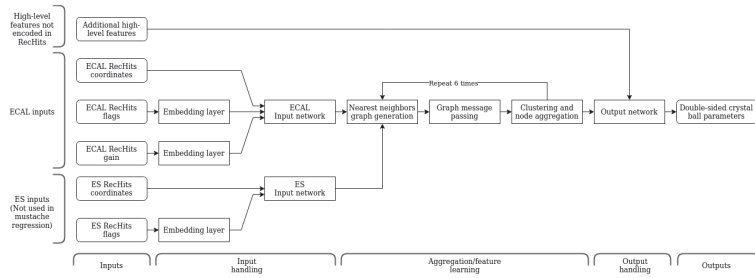 High-level
features not
encoded in
RecHits
Additional high-
level features
ECAL inputs
ECAL RecHits
coordinates
ECAL RecHits
flags
Embedding layer
ECAL RecHits
gain
Embedding layer
ECAL
Input network
Nearest neighbors
graph generation
Graph message
passing
Clustering and
node aggregation
Repeat 6 times
Output network
Double-sided crystal
ball parameters
ES inputs
(Not used in
mustache
regression)
ES RecHits
coordinates
ES RecHits
flags
Embedding layer
ES
Input network
Inputs
Input
handling
Aggregation/feature
learning
Output
handling
Outputs